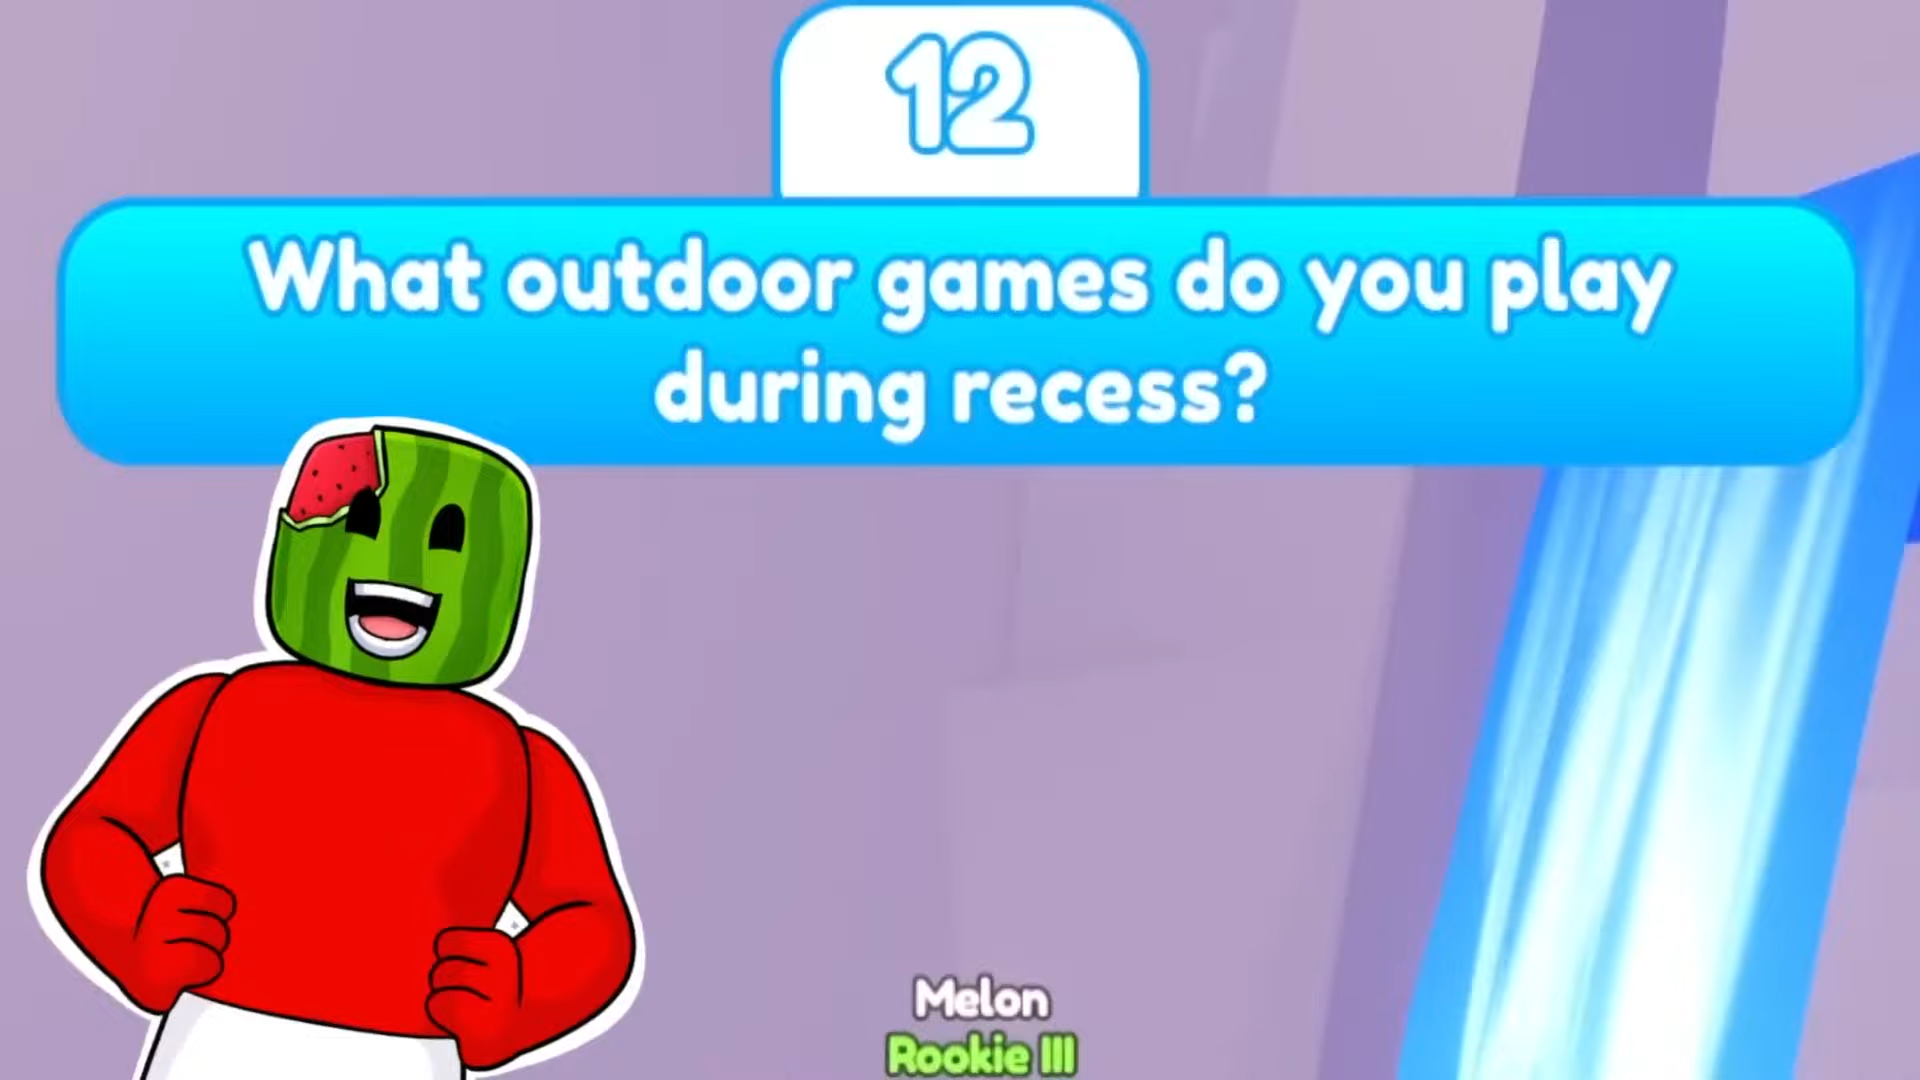 12
What outdoor games do you play
during recess?
Melon
Rookie III